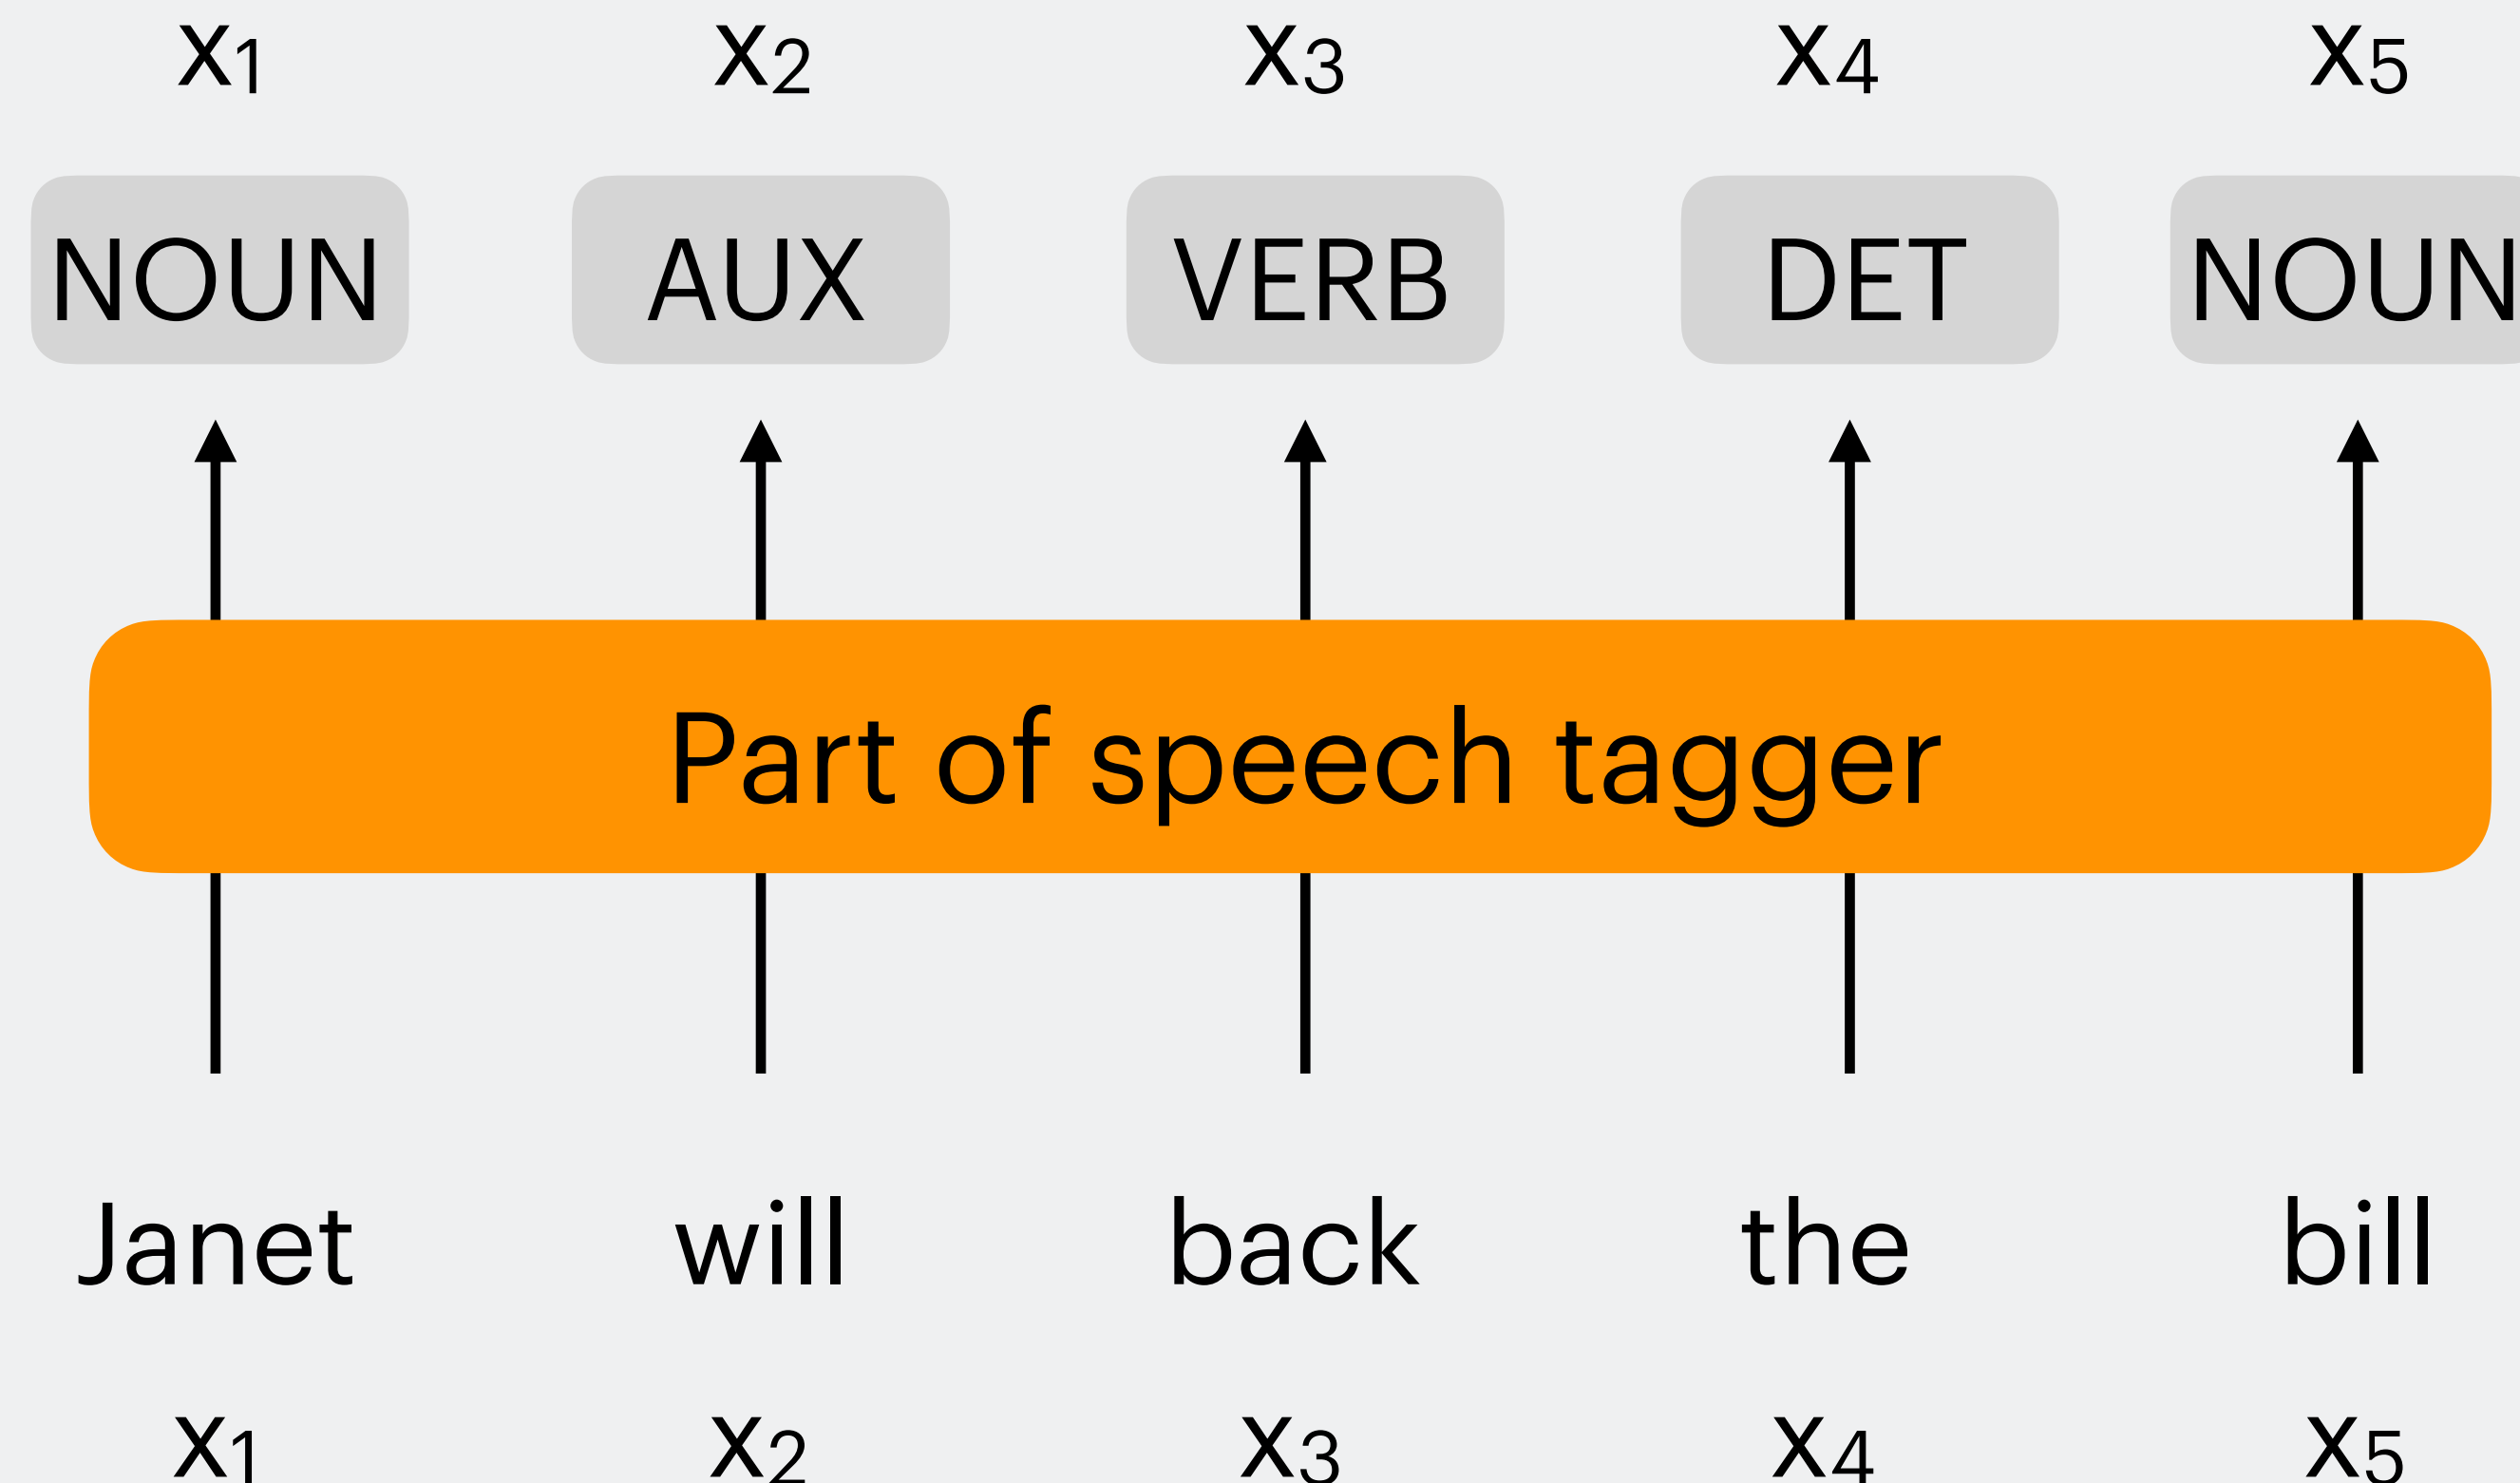 x1 x2 x3 x4 x5
NOUN AUX VERB DET NOUN
Part of speech tagger
Janet will back the bill
x1 x2 x3 x4 x5